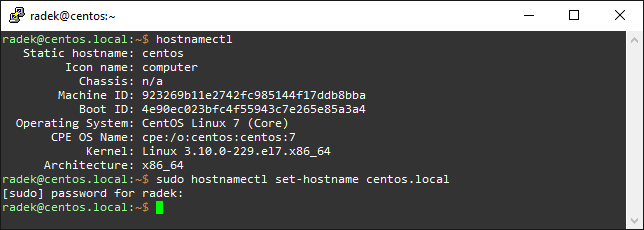 radek@centos:~
radek@centos.local:~$ hostnamectl
Static hostname: centos
Icon name: computer
Chassis: n/a
Machine ID: 923269b11e2742fc985144f17ddb8bba
Boot ID: 4e90ec023bfc4f55943c7e265e85a3a4
Operating System: CentOS Linux 7 (Core)
CPE OS Name: cpe:/o:centos:centos:7
Kernel: Linux 3.10.0-229.el7.x86_64
Architecture: x86_64
radek@centos.local:~$ sudo hostnamectl set-hostname centos.local
[sudo] password for radek:
radek@centos.local:~$